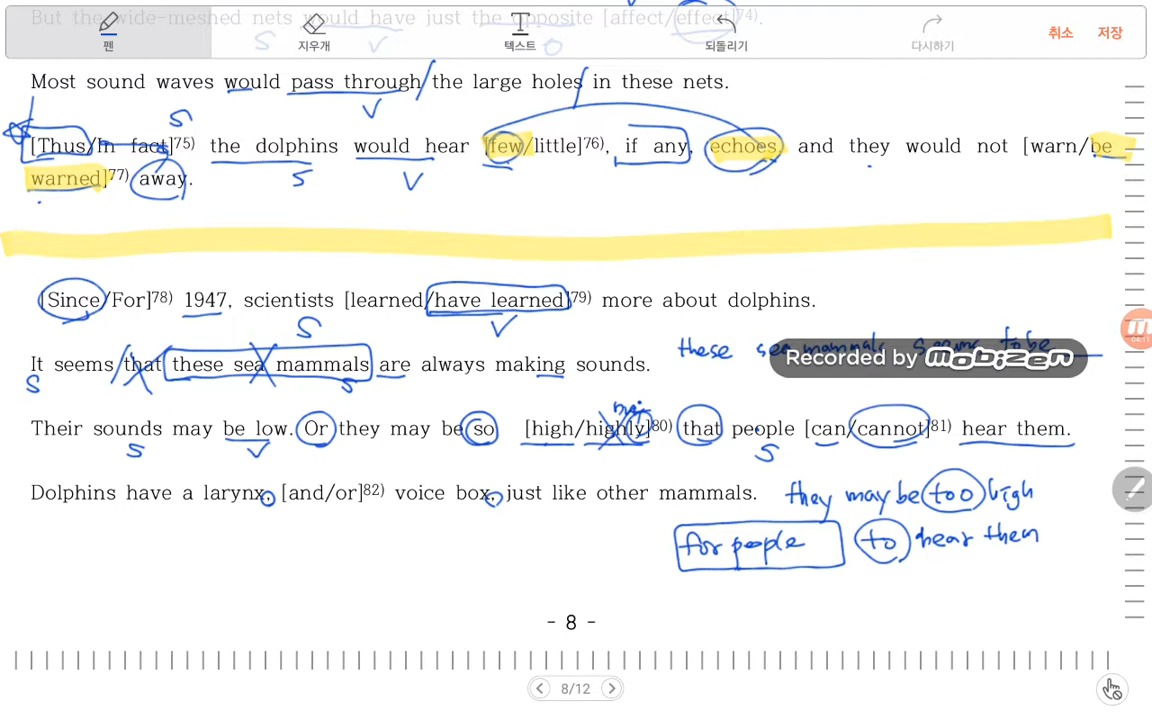 But the wide-meshed nets would have just the opposite [affect/effect]74).
펜
지우개
텍스트
되돌리기
다시하기
취소
저장
S V O
Most sound waves would pass through/the large holes/in these nets.
V
S
[Thus/In fact]75) the dolphins would hear [few/little]76), if any, echoes, and they would not [warn/be
warned]77) away.
S V
[Since/For]78) 1947, scientists [learned/have learned]79) more about dolphins.
S V
It seems/that these sea mammals are always making sounds.
these sea mammals seems to be
Recorded by mobizen
04:11
S S
Their sounds may be low. Or they may be so [high/highly]80) that people [can/cannot]81) hear them.
S V S
Dolphins have a larynx, [and/or]82) voice box, just like other mammals.
they may be too high
for people to hear them
- 8 -
8/12